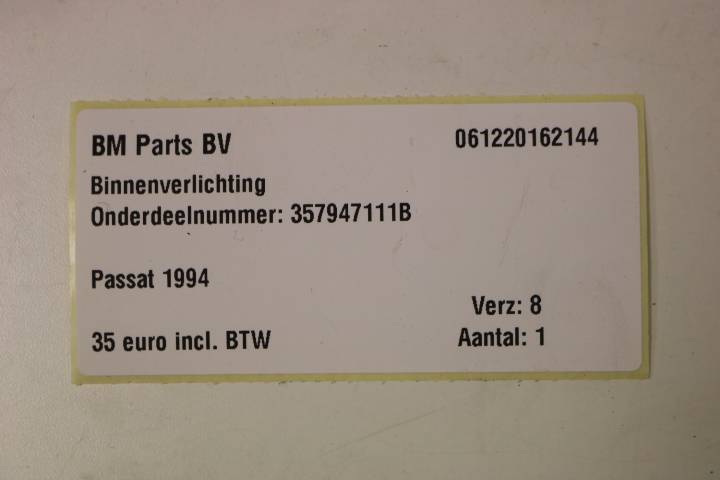 BM Parts BV 061220162144
Binnenverlichting
Onderdeelnummer: 357947111B
Passat 1994
Verz: 8
35 euro incl. BTW Aantal: 1